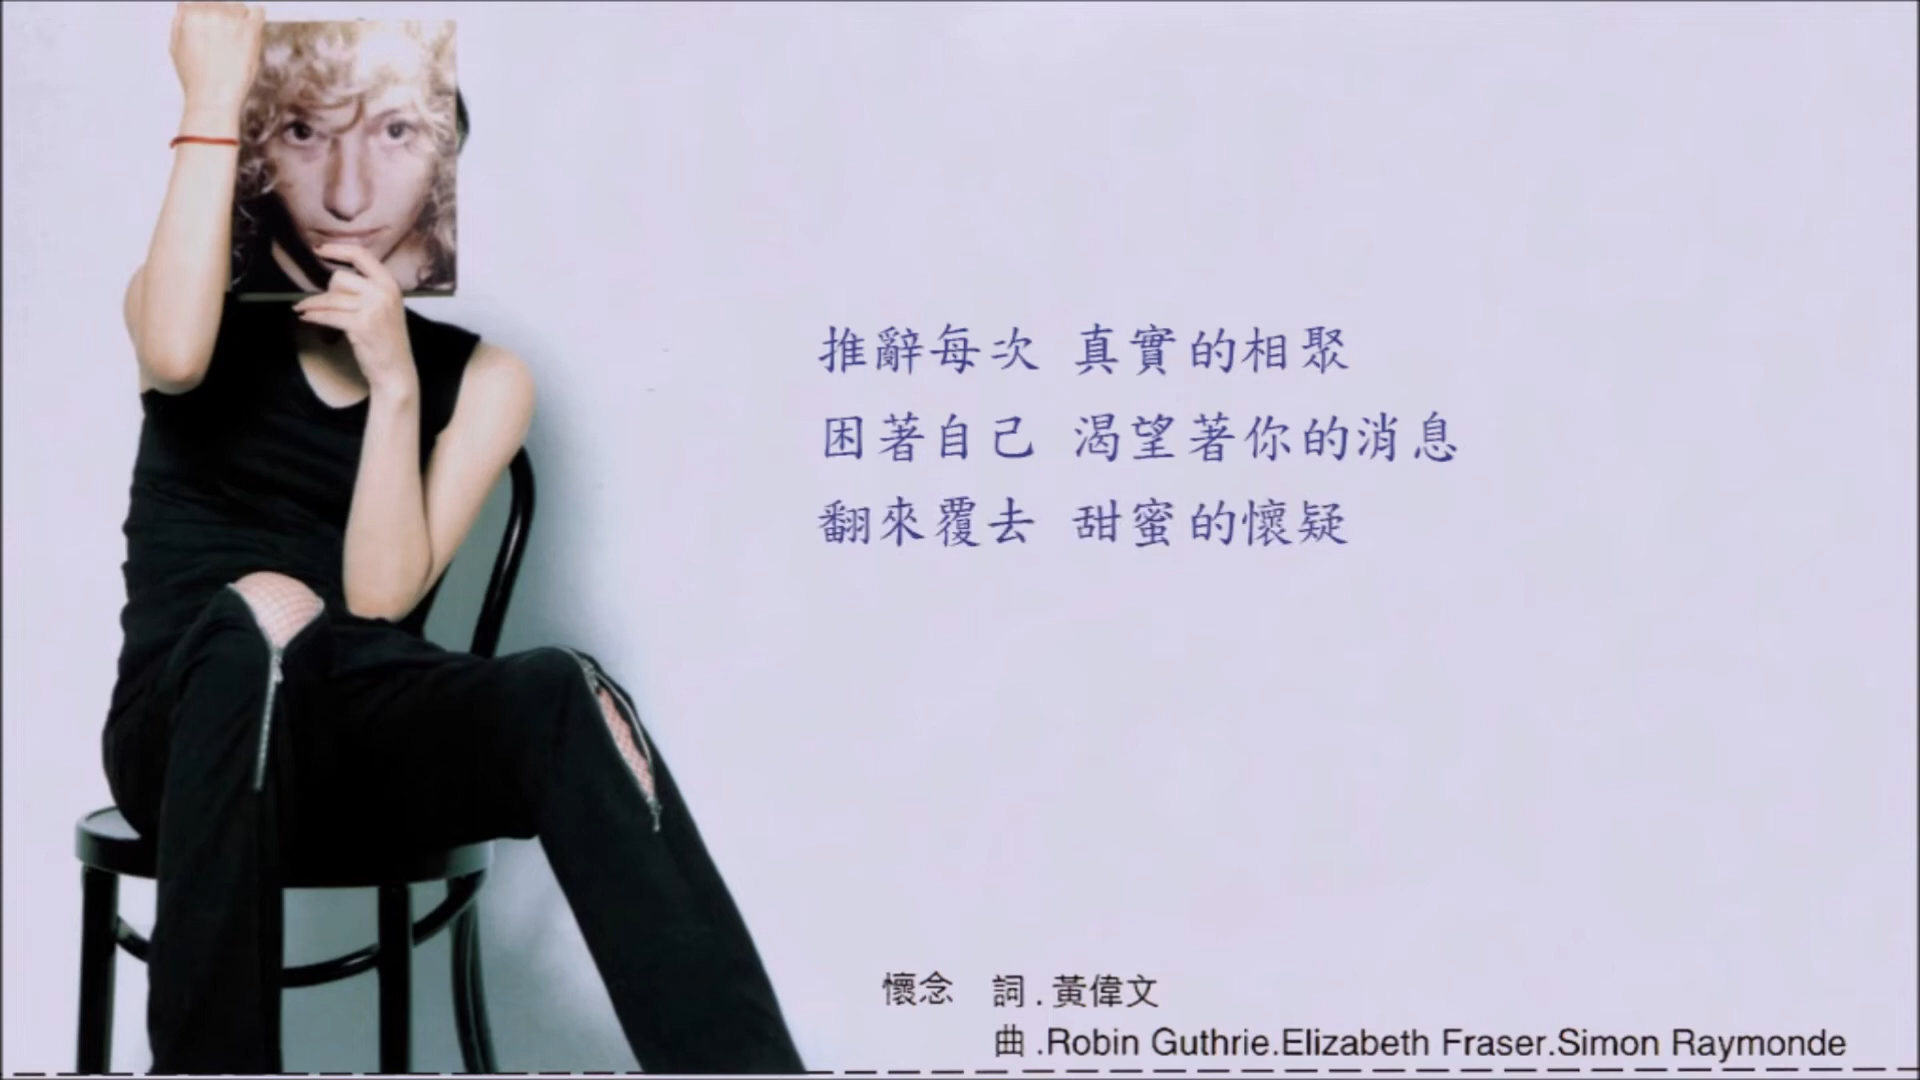 推辭每次 真實的相聚
困著自己 渴望著你的消息
翻來覆去 甜蜜的懷疑
懷念 詞.黃偉文
曲.Robin Guthrie.Elizabeth Fraser.Simon Raymonde